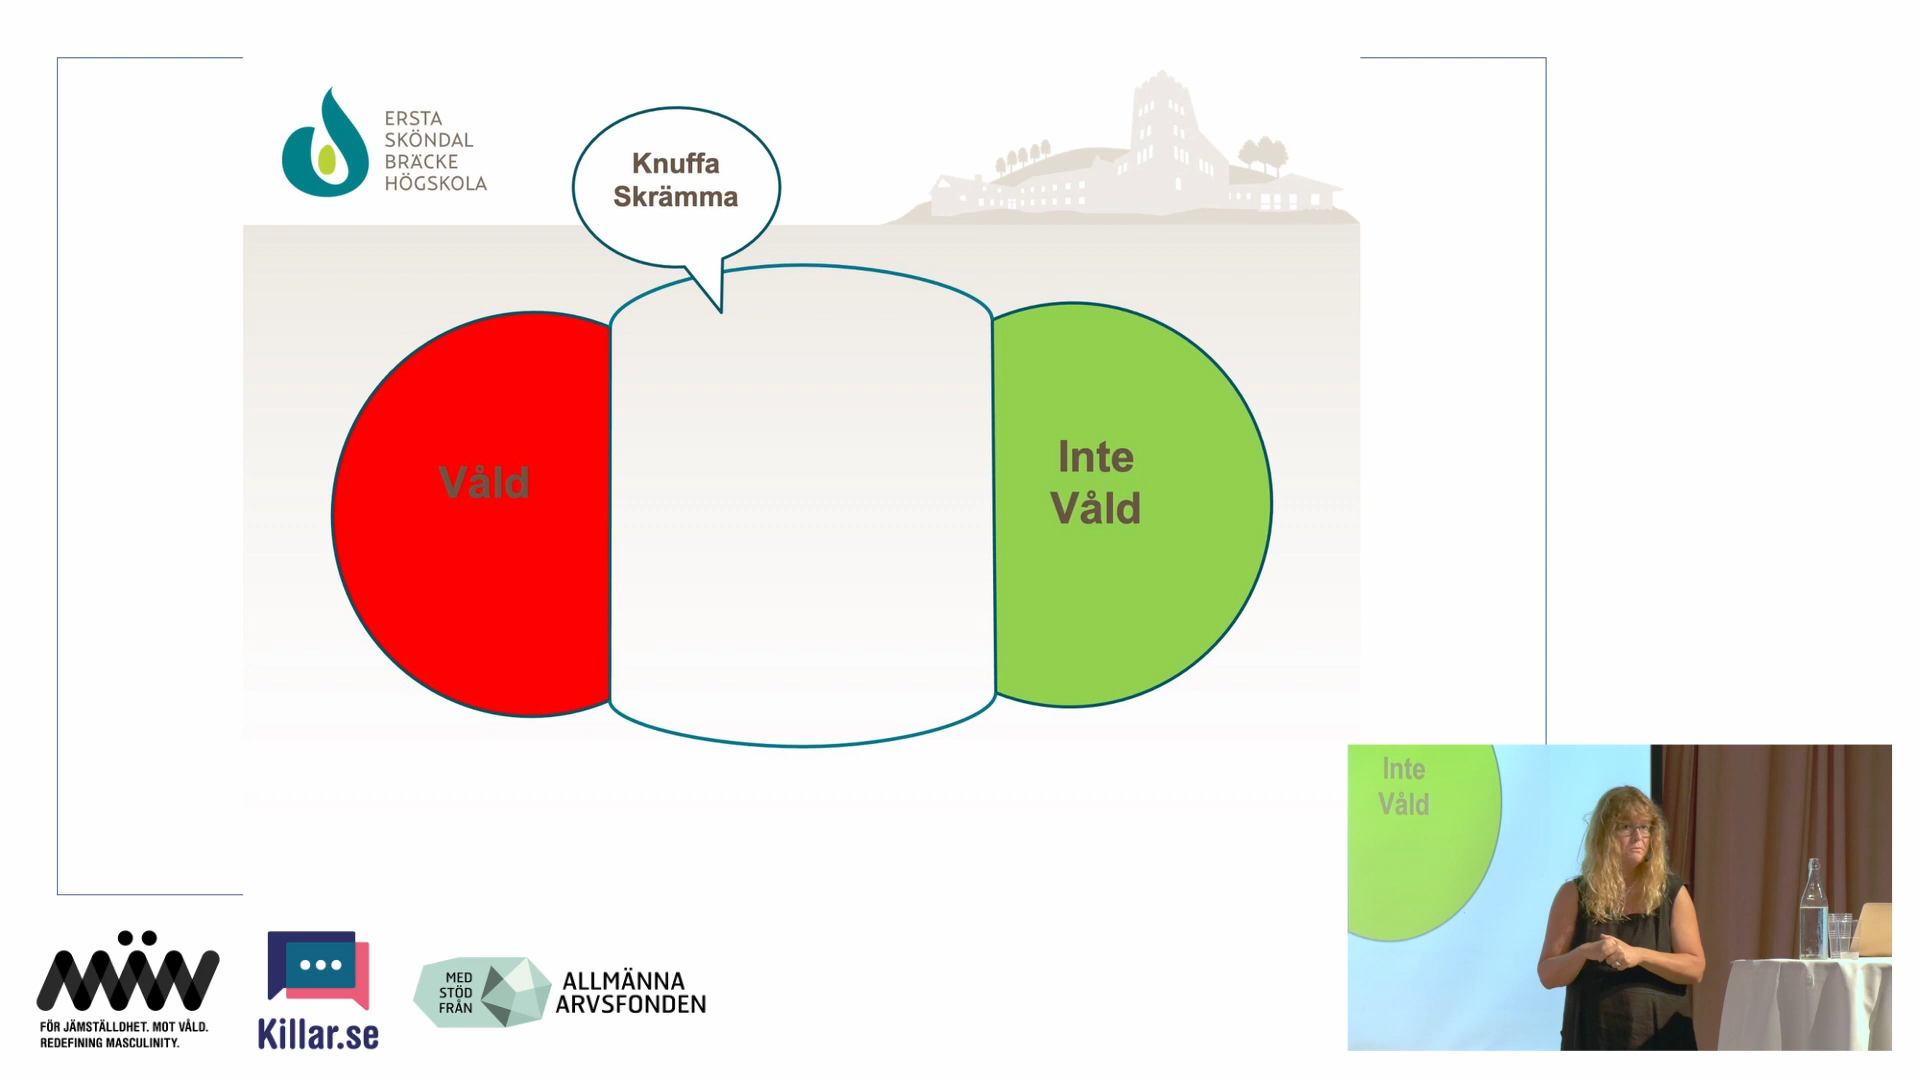 ERSTA
SKÖNDAL
BRÄCKE
HÖGSKOLA
Knuffa
Skrämma
Våld
Inte
Våld
Inte
Våld
MÄN
FÖR JÄMSTÄLLDHET. MOT VÅLD.
REDEFINING MASCULINITY.
Killar.se
MED
STÖD
FRÅN
ALLMÄNNA
ARVSFONDEN